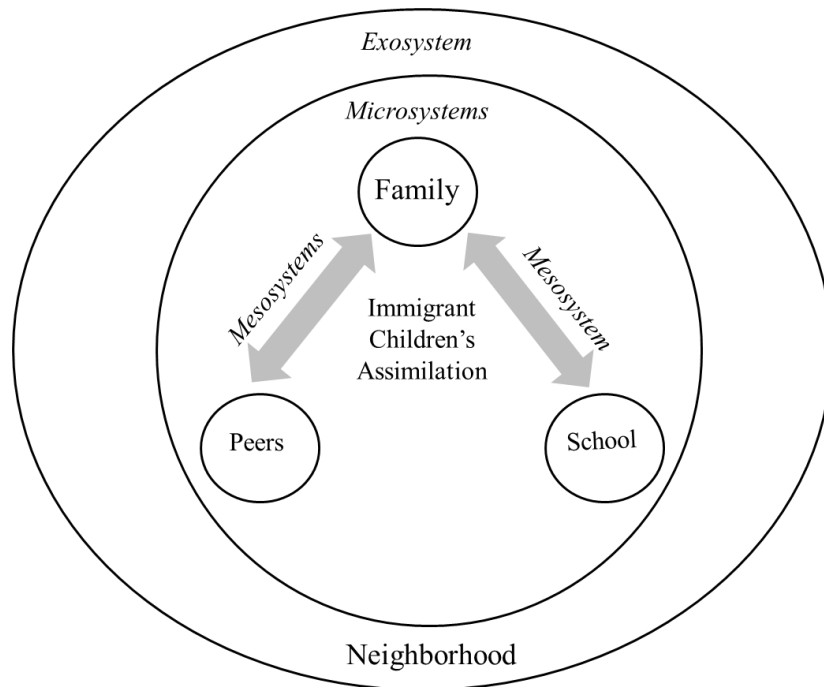 Exosystem
Microsystems
Family
Mesosystems
Mesosystem
Immigrant
Children's
Assimilation
Peers
School
Neighborhood